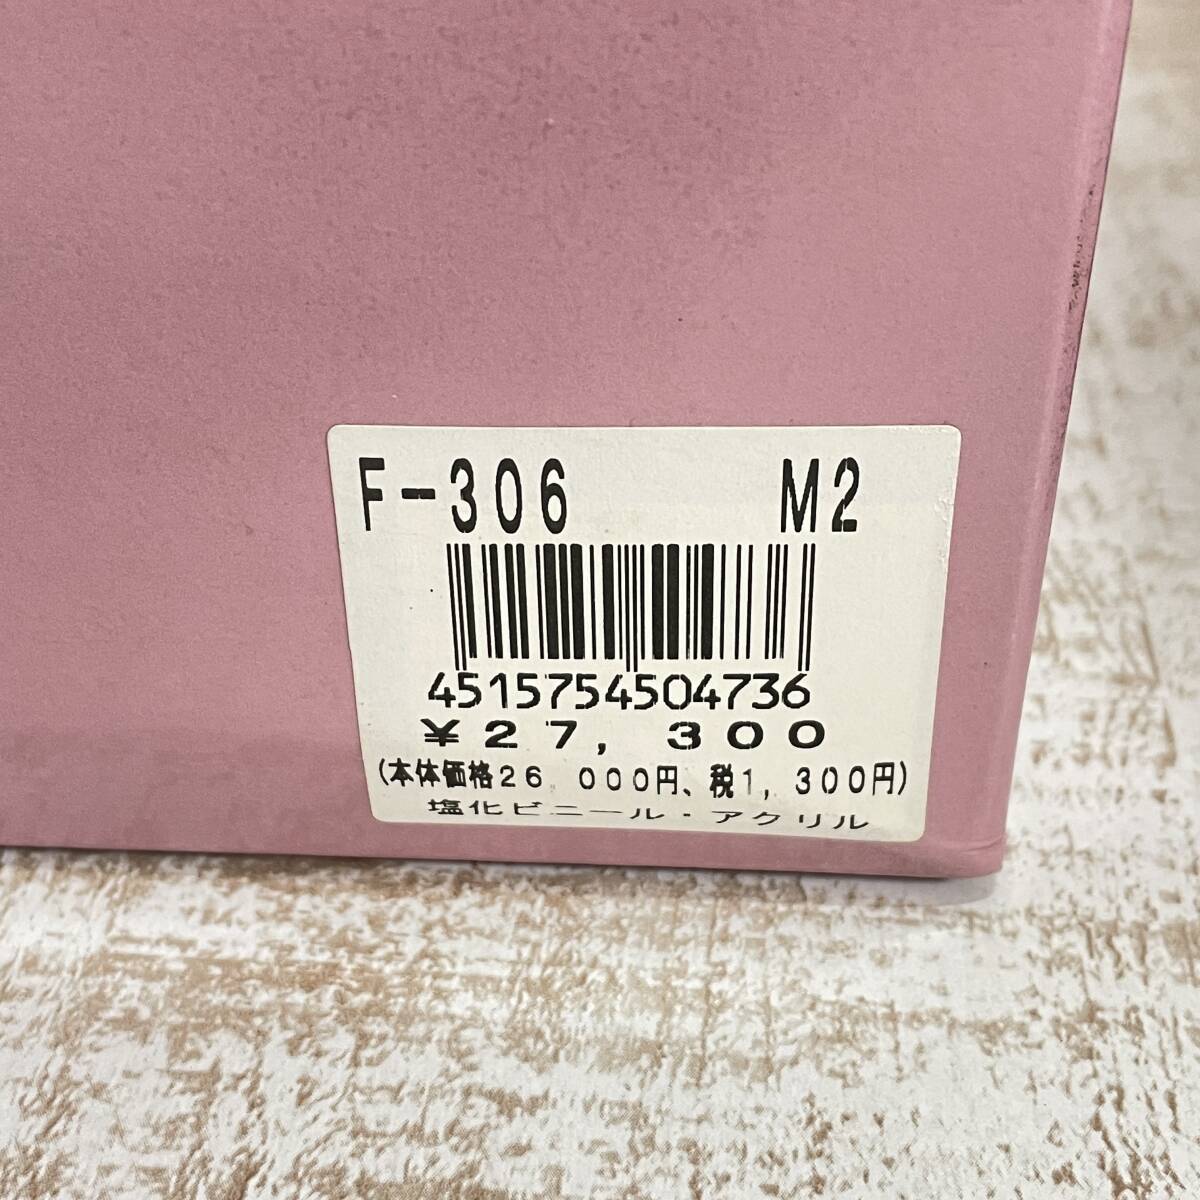 F-306 M2
4515754504736
¥27,300
(本体価格26,000円、税1,300円)
塩化ビニール・アクリル